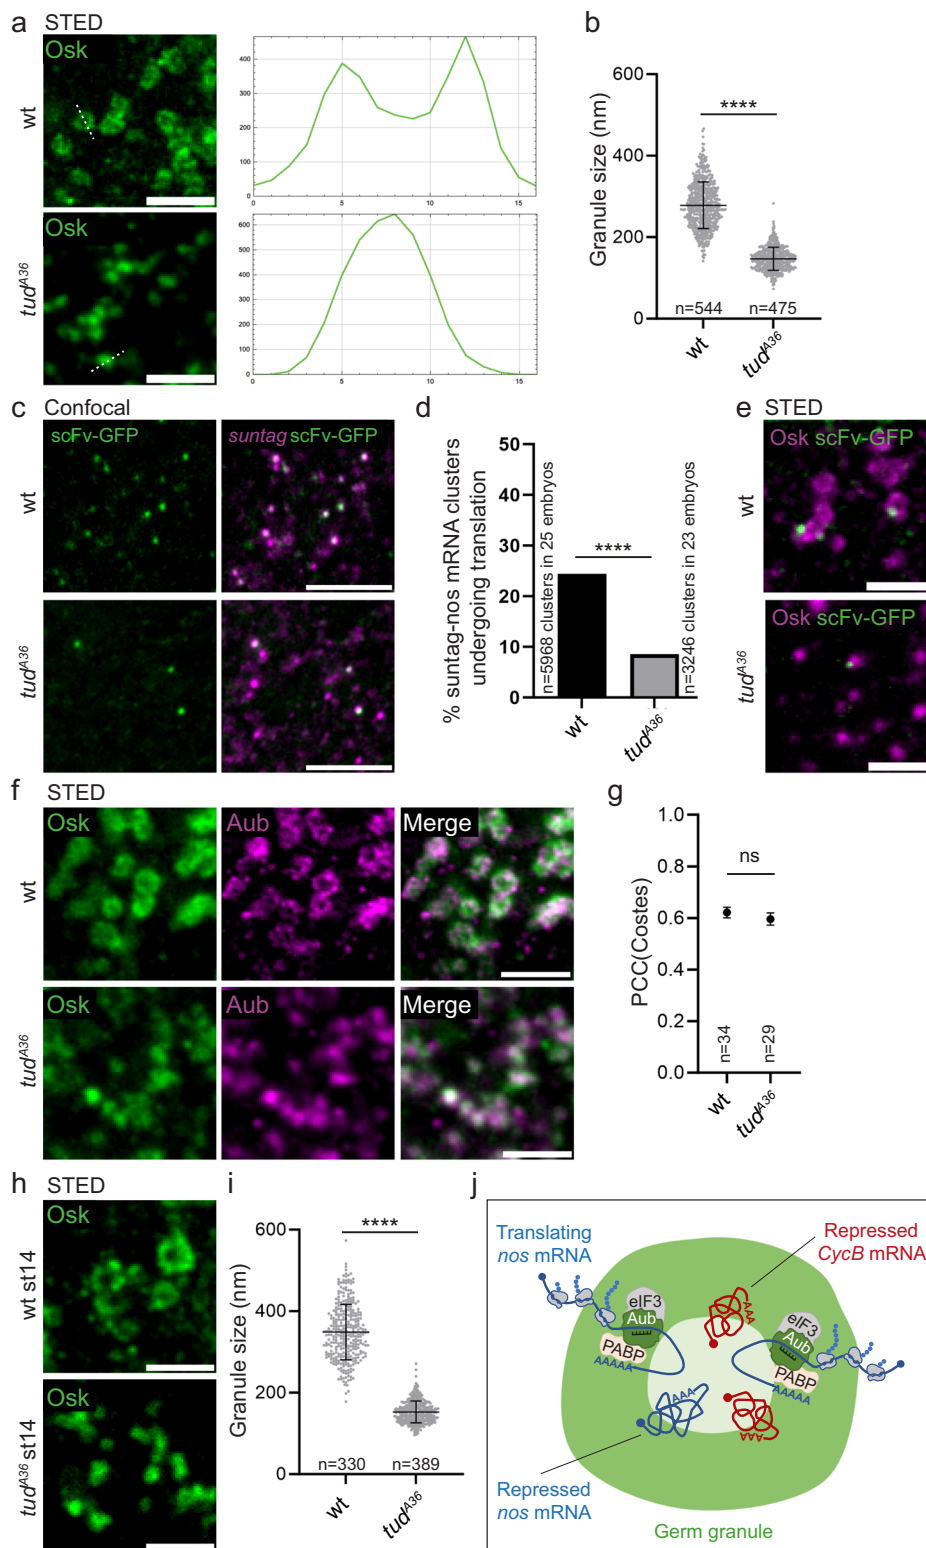 a STED
Osk
wt
400
300
200
100
0
0 5 10 15
Osk
tudA36
600
500
400
300
200
100
0
0 5 10 15
b
Granule size (nm)
600
400
200
0
****
n=544 n=475
wt tudA36
c Confocal
scFv-GFP
suntag scFv-GFP
wt
tudA36
d
% suntag-nos mRNA clusters
undergoing translation
50
40
30
20
10
0
n=5968 clusters in 25 embryos
****
n=3246 clusters in 23 embryos
wt tudA36
e STED
Osk scFv-GFP
wt
Osk scFv-GFP
tudA36
f STED
Osk Aub Merge
wt
Osk Aub Merge
tudA36
g
PCC(Costes)
1.0
0.8
0.6
0.4
0.2
0.0
ns
n=34 n=29
wt tudA36
h STED
Osk
wt st14
Osk
tudA36 st14
i
Granule size (nm)
600
400
200
0
****
n=330 n=389
wt tudA36
j
Translating
nos mRNA
Repressed
CycB mRNA
eIF3
Aub
PABP
AAAAA
AAA
eIF3
Aub
PABP
AAAAA
AAA
AAA
Repressed
nos mRNA
Germ granule